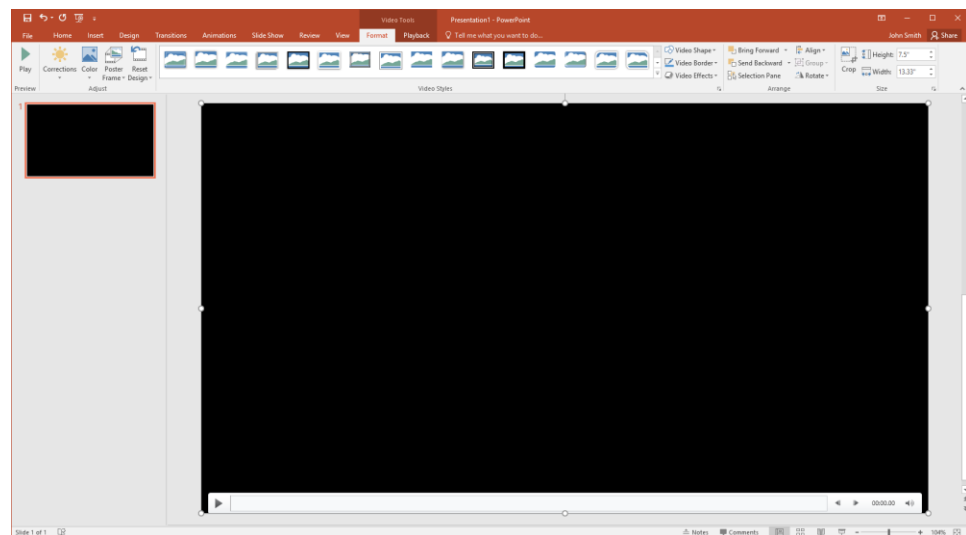 Video Tools
Presentation1 - PowerPoint
File Home Insert Design Transitions Animations Slide Show Review View Format Playback Tell me what you want to do... John Smith Share
Play
Corrections
Color
Poster Frame
Reset Design
Video Shape
Video Border
Video Effects
Bring Forward
Send Backward
Selection Pane
Align
Group
Rotate
Crop
Height: 7.5"
Width: 13.33"
Preview Adjust Video Styles Arrange Size
1
00:00.00
Slide 1 of 1 Notes Comments 104%